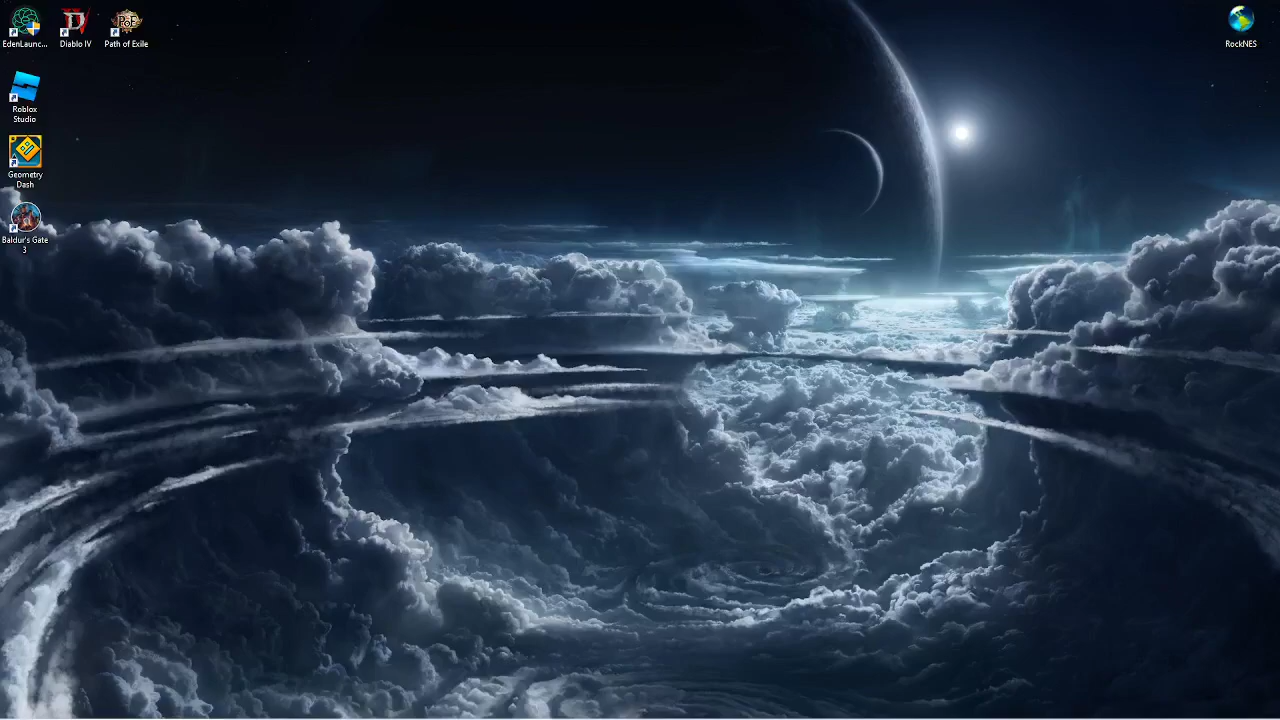 EdenLaunc...
Diablo IV
Path of Exile
RockNES
Roblox
Studio
Geometry
Dash
Baldur's Gate
3